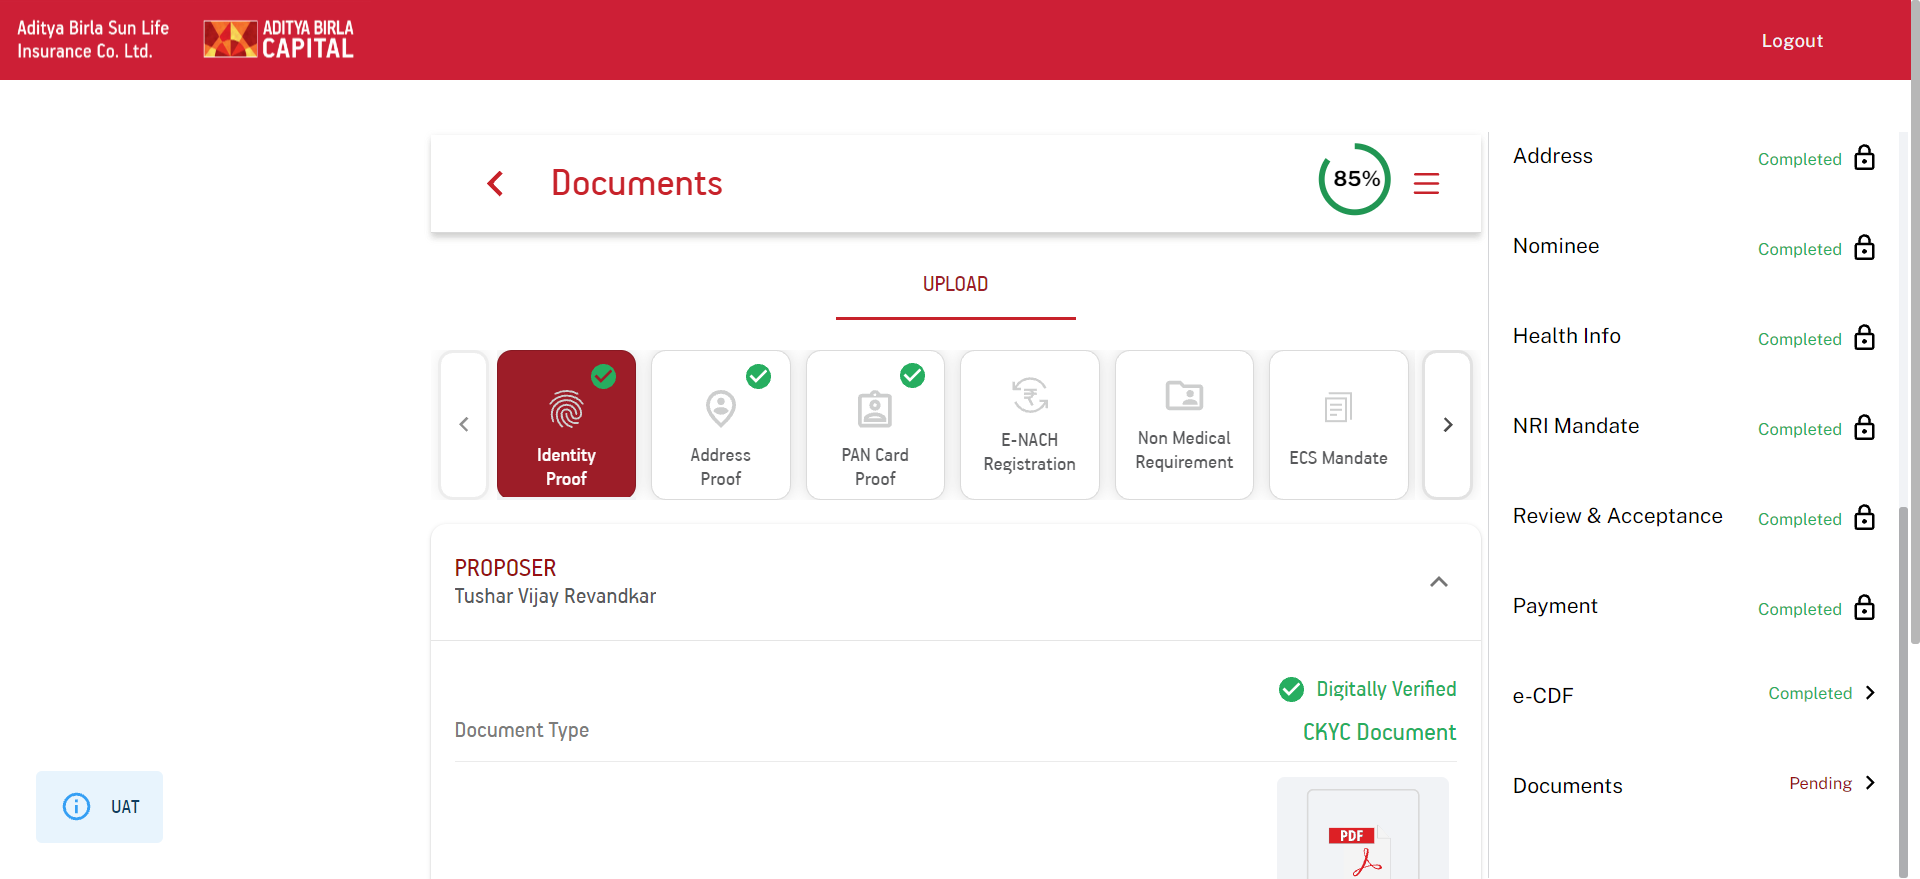 Aditya Birla Sun Life
Insurance Co. Ltd.
ADITYA BIRLA
CAPITAL
Logout
Documents
85%
UPLOAD
Identity
Proof
Address
Proof
PAN Card
Proof
E-NACH
Registration
Non Medical
Requirement
ECS Mandate
PROPOSER
Tushar Vijay Revandkar
Digitally Verified
Document Type
CKYC Document
PDF
UAT
Address Completed
Nominee Completed
Health Info Completed
NRI Mandate Completed
Review & Acceptance Completed
Payment Completed
e-CDF Completed
Documents Pending